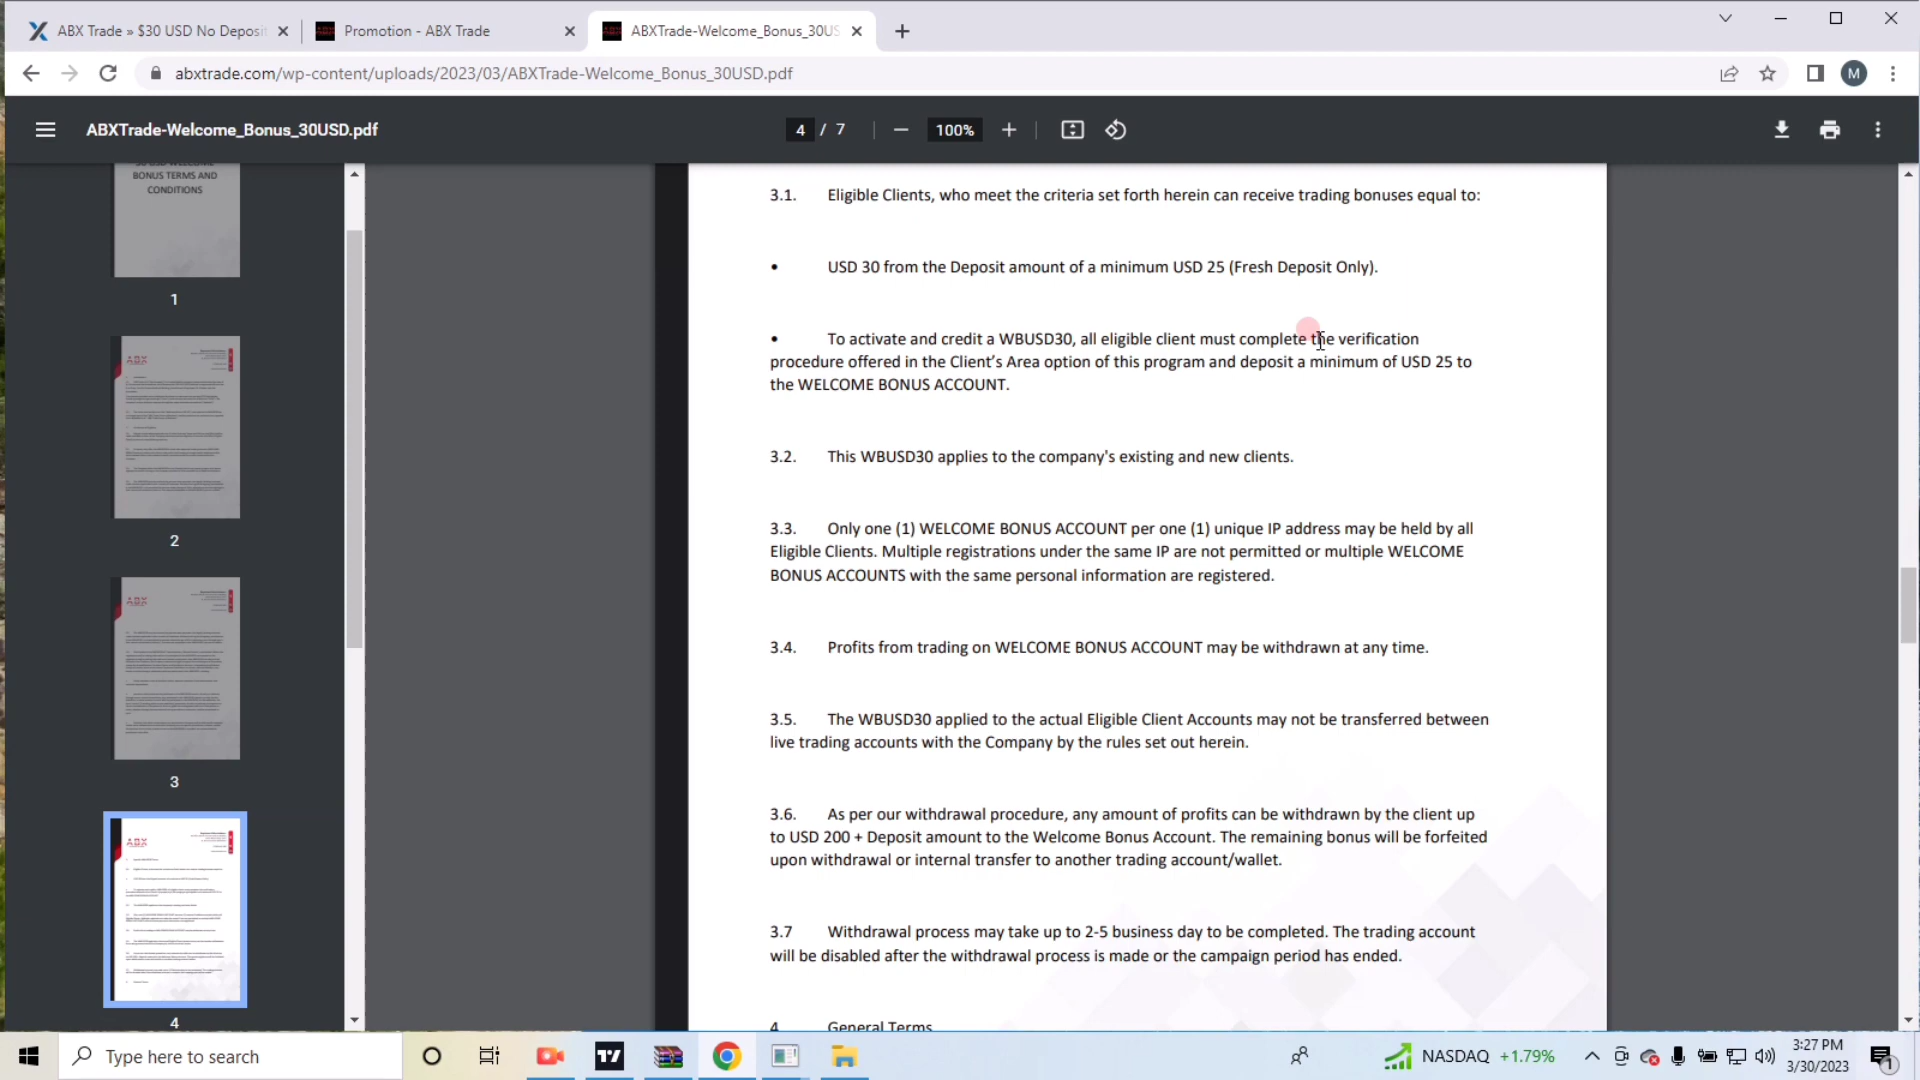 ABX Trade » $30 USD No Deposi
Promotion - ABX Trade
ABXTrade-Welcome_Bonus_30US
abxtrade.com/wp-content/uploads/2023/03/ABXTrade-Welcome_Bonus_30USD.pdf
M
ABXTrade-Welcome_Bonus_30USD.pdf
4 / 7
100%
BONUS TERMS AND
CONDITIONS
1
2
3
4
3.1. Eligible Clients, who meet the criteria set forth herein can receive trading bonuses equal to:
• USD 30 from the Deposit amount of a minimum USD 25 (Fresh Deposit Only).
• To activate and credit a WBUSD30, all eligible client must complete the verification
procedure offered in the Client’s Area option of this program and deposit a minimum of USD 25 to
the WELCOME BONUS ACCOUNT.
3.2. This WBUSD30 applies to the company's existing and new clients.
3.3. Only one (1) WELCOME BONUS ACCOUNT per one (1) unique IP address may be held by all
Eligible Clients. Multiple registrations under the same IP are not permitted or multiple WELCOME
BONUS ACCOUNTS with the same personal information are registered.
3.4. Profits from trading on WELCOME BONUS ACCOUNT may be withdrawn at any time.
3.5. The WBUSD30 applied to the actual Eligible Client Accounts may not be transferred between
live trading accounts with the Company by the rules set out herein.
3.6. As per our withdrawal procedure, any amount of profits can be withdrawn by the client up
to USD 200 + Deposit amount to the Welcome Bonus Account. The remaining bonus will be forfeited
upon withdrawal or internal transfer to another trading account/wallet.
3.7 Withdrawal process may take up to 2-5 business day to be completed. The trading account
will be disabled after the withdrawal process is made or the campaign period has ended.
4 General Terms
Type here to search
NASDAQ +1.79%
3:27 PM
3/30/2023
1